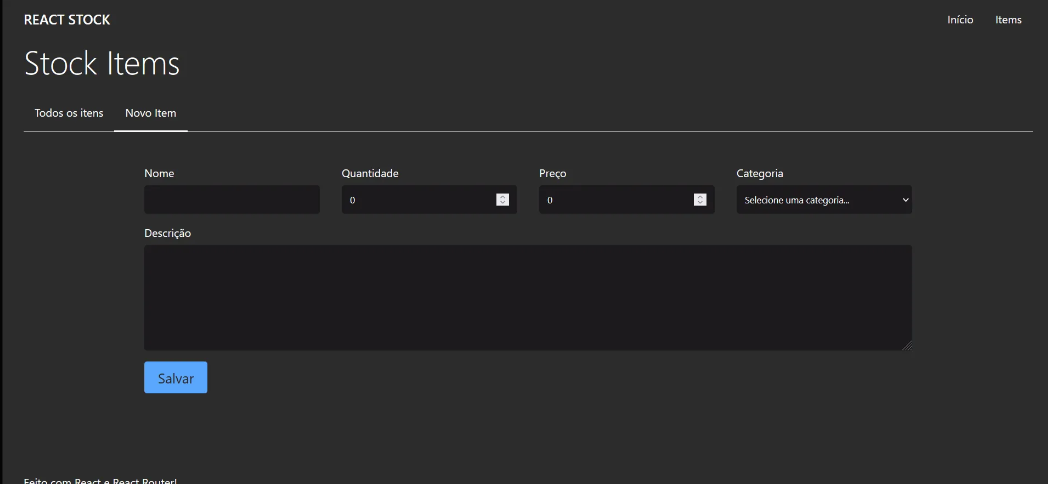 REACT STOCK Início Items
Stock Items
Todos os itens Novo Item
Nome Quantidade Preço Categoria
0 0 Selecione uma categoria...
Descrição
Salvar
Feito com React e React Router!